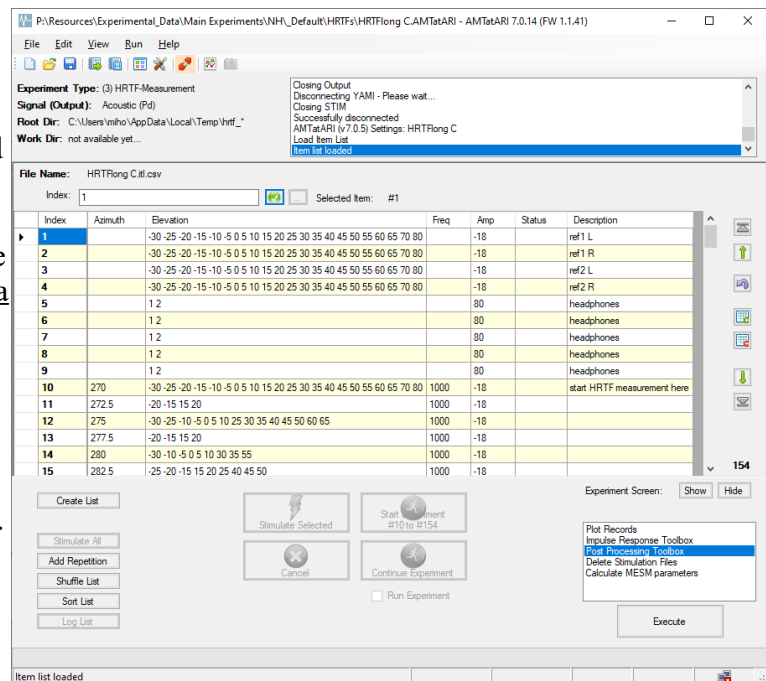 P:\Resources\Experimental_Data\Main Experiments\NH\_Default\HRTFs\HRTFlong C.AMTatARI - AMTatARI 7.0.14 (FW 1.1.41)
File Edit View Run Help
Experiment Type: (3) HRTF-Measurement
Signal (Output): Acoustic (Pd)
Root Dir: C:\Users\miho\AppData\Local\Temp\hrtf_*
Work Dir: not available yet...
Closing Output
Disconnecting YAMI - Please wait...
Closing STIM
Successfully disconnected
AMTatARI (v7.0.5) Settings: HRTFlong C
Load Item List
Item list loaded
File Name: HRTFlong C.itl.csv
Index: 1 ... Selected Item: #1
Index Azimuth Elevation Freq Amp Status Description
1 -30 -25 -20 -15 -10 -5 0 5 10 15 20 25 30 35 40 45 50 55 60 65 70 80 -18 ref1 L
2 -30 -25 -20 -15 -10 -5 0 5 10 15 20 25 30 35 40 45 50 55 60 65 70 80 -18 ref1 R
3 -30 -25 -20 -15 -10 -5 0 5 10 15 20 25 30 35 40 45 50 55 60 65 70 80 -18 ref2 L
4 -30 -25 -20 -15 -10 -5 0 5 10 15 20 25 30 35 40 45 50 55 60 65 70 80 -18 ref2 R
5 1 2 80 headphones
6 1 2 80 headphones
7 1 2 80 headphones
8 1 2 80 headphones
9 1 2 80 headphones
10 270 -30 -25 -20 -15 -10 -5 0 5 10 15 20 25 30 35 40 45 50 55 60 65 70 80 1000 -18 start HRTF measurement here
11 272.5 -20 -15 15 20 1000 -18
12 275 -30 -25 -10 -5 0 5 10 25 30 35 40 45 50 60 65 1000 -18
13 277.5 -20 -15 15 20 1000 -18
14 280 -30 -10 -5 0 5 10 30 35 55 1000 -18
15 282.5 -25 -20 -15 15 20 25 40 45 50 1000 -18
154
Create List
Stimulate All
Add Repetition
Shuffle List
Sort List
Log List
Stimulate Selected
Cancel
#10 to #154
Continue Experiment
Run Experiment
Experiment Screen: Show Hide
Plot Records
Impulse Response Toolbox
Post Processing Toolbox
Delete Stimulation Files
Calculate MESM parameters
Execute
Item list loaded